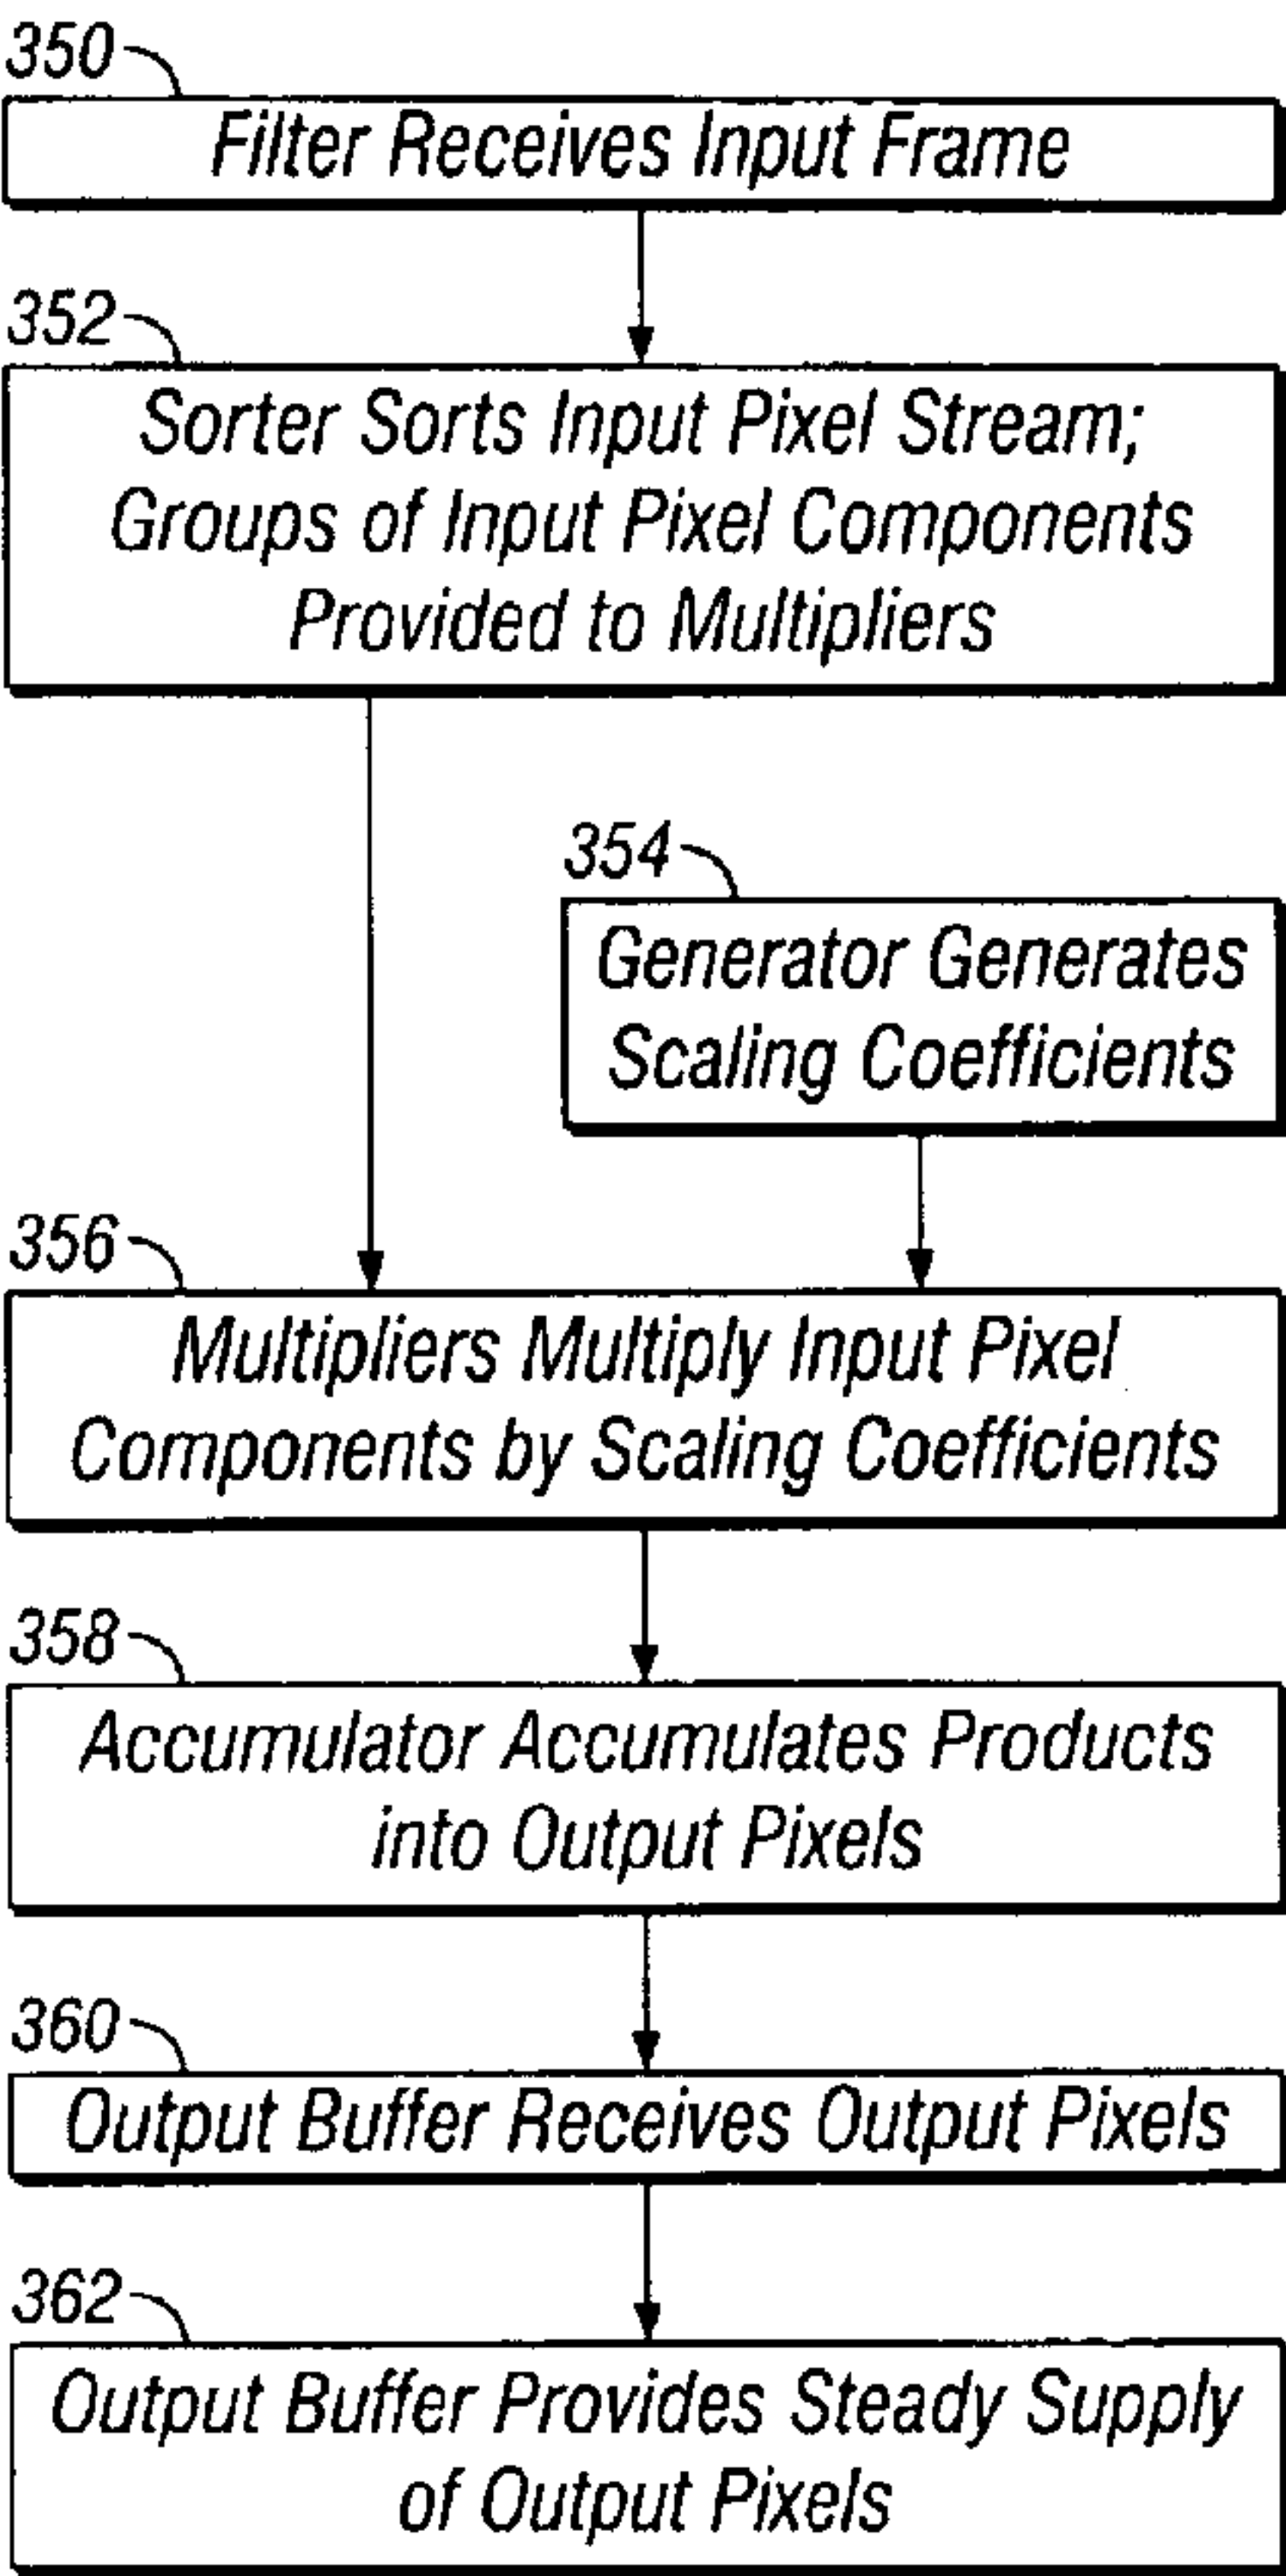 350
Filter Receives Input Frame
352
Sorter Sorts Input Pixel Stream;
Groups of Input Pixel Components
Provided to Multipliers
354
Generator Generates
Scaling Coefficients
356
Multipliers Multiply Input Pixel
Components by Scaling Coefficients
358
Accumulator Accumulates Products
into Output Pixels
360
Output Buffer Receives Output Pixels
362
Output Buffer Provides Steady Supply
of Output Pixels